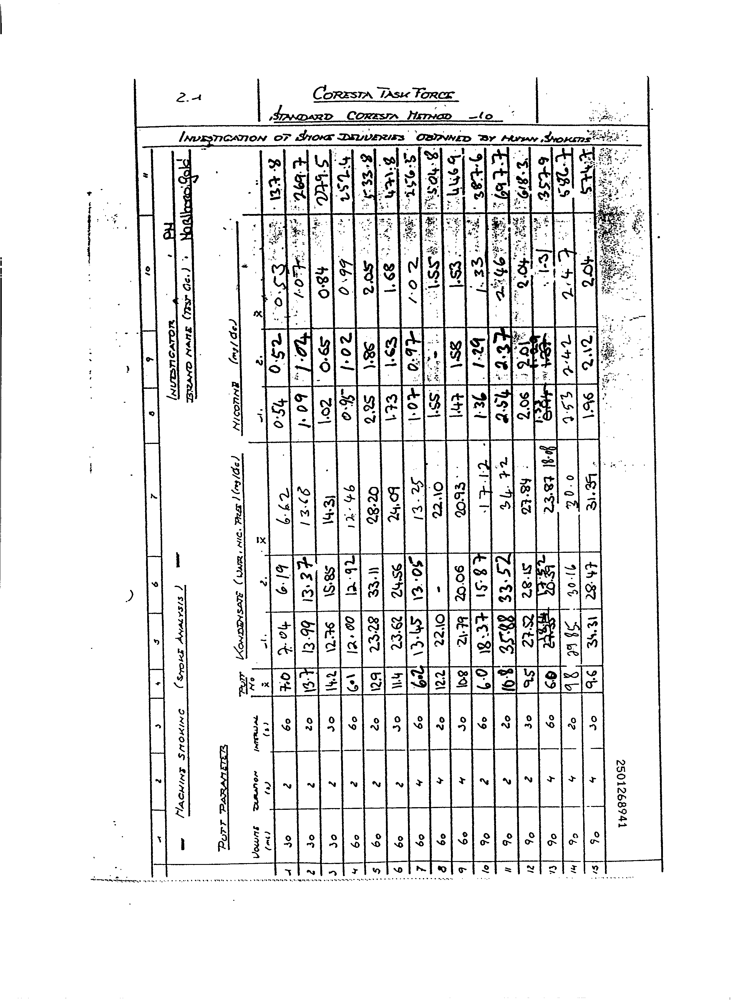 2.1
CORESTA TASK FORCE
STANDARD CORESTA METHOD -10
INVESTIGATION OF SMOKE DELIVERIES OBTAINED BY HUMAN SMOKERS
1 2 3 4 5 6 7 8 9 10 11
- MACHINE SMOKING (SMOKE ANALYSIS) -
INVESTIGATOR : PM
BRAND NAME (TEST CIG.) : Marlboro Gold
PUFF PARAMETER
PUFF No KONDENSATE (WATER, NIC. FREE) (mg/cig) NICOTINE (mg/cig)
VOLUME (ml) DURATION (s) INTERVAL (s) x̄ 1. 2. x̄ 1. 2. x̄
1 30 2 60 7.0 7.04 6.19 6.62 0.54 0.52 0.53 137.8
2 30 2 20 13.7 13.99 13.37 13.68 1.09 1.04 1.07 269.7
3 30 2 30 14.2 12.76 15.85 14.31 1.02 0.65 0.84 279.5
4 60 2 60 6.1 12.00 12.92 12.46 0.95 1.02 0.99 252.4
5 60 2 20 12.9 23.28 33.11 28.20 2.25 1.86 2.05 533.8
6 60 2 30 11.4 23.62 24.56 24.09 1.73 1.63 1.68 471.8
7 60 4 60 6.2 13.45 13.05 13.25 1.07 0.97 1.02 256.5
8 60 4 20 12.2 22.10 - 22.10 1.55 - 1.55 504.8
9 60 4 30 10.8 21.79 20.06 20.93 1.47 1.58 1.53 446.9
10 90 2 60 6.0 18.37 15.87 17.12 1.36 1.29 1.33 387.6
11 90 2 20 10.8 35.88 33.52 34.72 2.54 2.37 2.46 697.7
12 90 2 30 9.5 27.52 28.15 27.84 2.06 2.01 2.04 618.3
13 90 4 60 6.0 17.52 23.87 18.08 1.33 1.29 1.31 357.9
14 90 4 20 9.8 29.85 30.16 30.0 2.53 2.42 2.47 586.7
15 90 4 30 9.6 34.31 28.47 31.39 1.96 2.12 2.04 574.7
2501268941